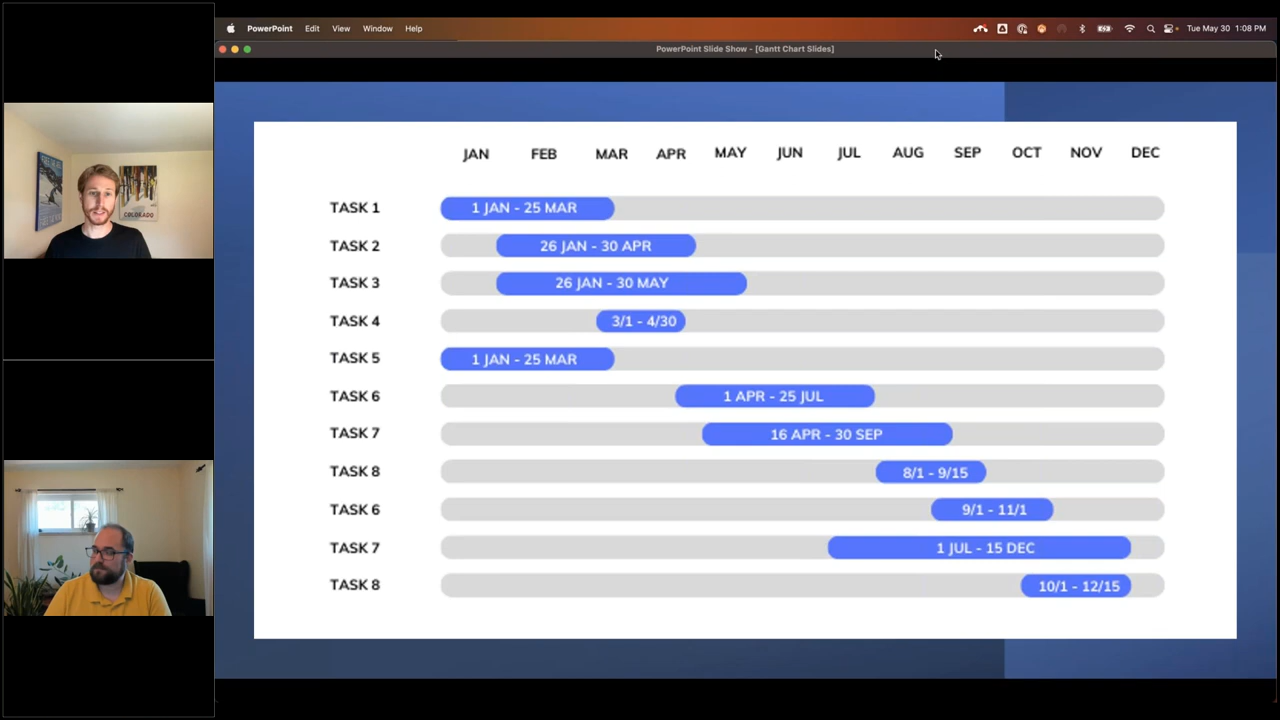 PowerPoint Edit View Window Help Tue May 30 1:08 PM
PowerPoint Slide Show - [Gantt Chart Slides]
JAN FEB MAR APR MAY JUN JUL AUG SEP OCT NOV DEC
TASK 1 1 JAN - 25 MAR
TASK 2 26 JAN - 30 APR
TASK 3 26 JAN - 30 MAY
TASK 4 3/1 - 4/30
TASK 5 1 JAN - 25 MAR
TASK 6 1 APR - 25 JUL
TASK 7 16 APR - 30 SEP
TASK 8 8/1 - 9/15
TASK 6 9/1 - 11/1
TASK 7 1 JUL - 15 DEC
TASK 8 10/1 - 12/15
COLORADO